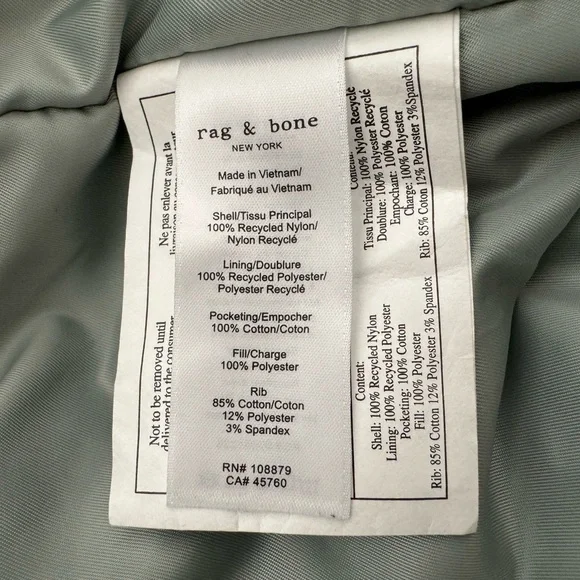 rag & bone
NEW YORK
Made in Vietnam/
Fabriqué au Vietnam
Shell/Tissu Principal
100% Recycled Nylon/
Nylon Recyclé
Lining/Doublure
100% Recycled Polyester/
Polyester Recyclé
Pocketing/Empocher
100% Cotton/Coton
Fill/Charge
100% Polyester
Rib
85% Cotton/Coton
12% Polyester
3% Spandex
RN# 108879
CA# 45760
Ne pas enlever avant la
Not to be removed until
delivered to the consumer
Tissu Principal: 100% Nylon Recyclé
Doublure: 100% Polyester Recyclé
Empochant: 100% Coton
Charge: 100% Polyester
Rib: 85% Coton 12% Polyester 3%Spandex
Content:
Shell: 100% Recycled Nylon
Lining: 100% Recycled Polyester
Pocketing: 100% Cotton
Fill: 100% Polyester
Rib: 85% Cotton 12% Polyester 3% Spandex